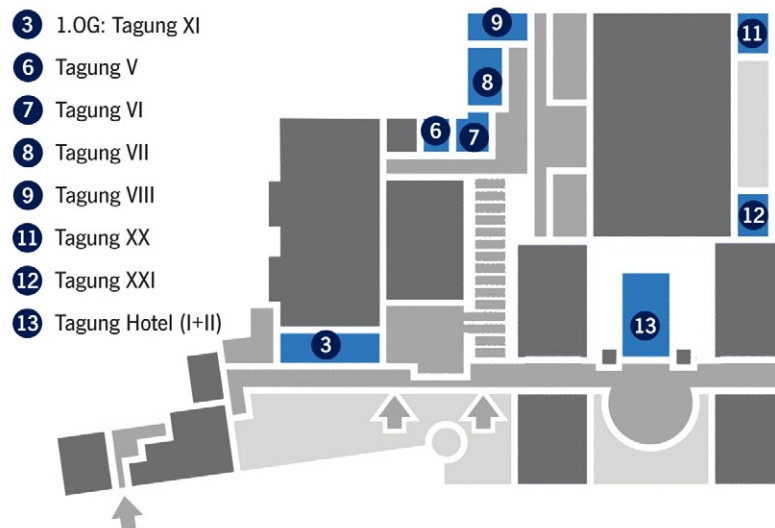 3 1.OG: Tagung XI
6 Tagung V
7 Tagung VI
8 Tagung VII
9 Tagung VIII
11 Tagung XX
12 Tagung XXI
13 Tagung Hotel (I+II)
9
11
8
6
7
12
13
3